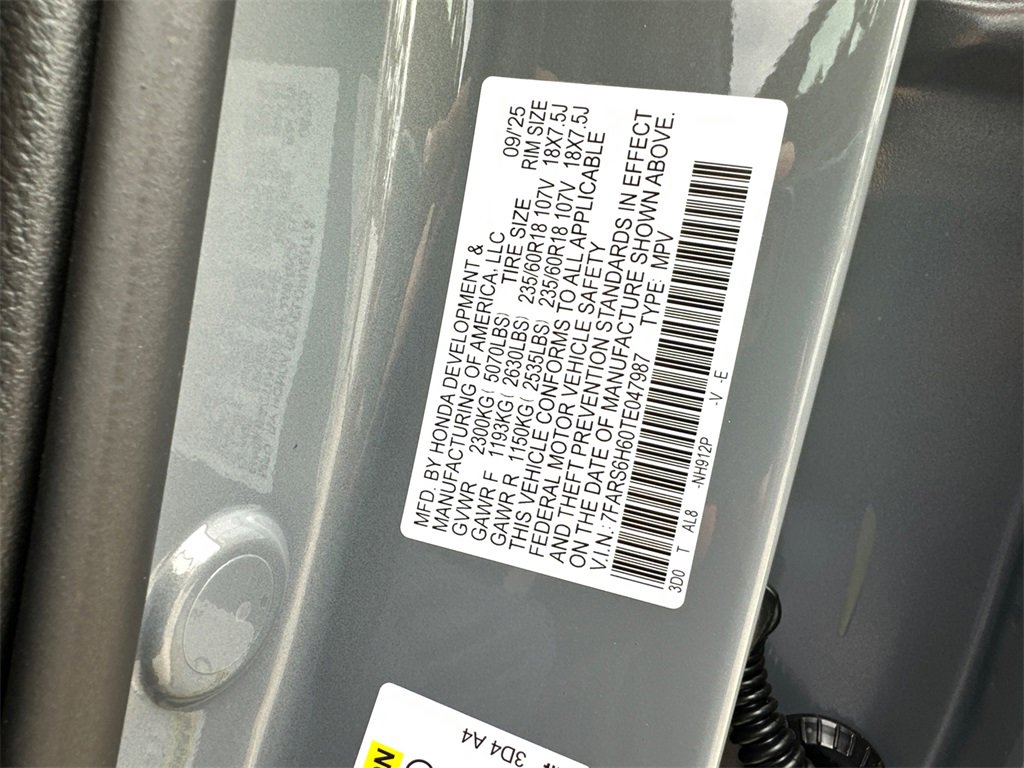 MFD. BY HONDA DEVELOPMENT &
MANUFACTURING OF AMERICA, LLC 09/'25
GVWR 2300KG( 5070LBS) TIRE SIZE RIM SIZE
GAWR F 1193KG( 2630LBS) 235/60R18 107V 18X7.5J
GAWR R 1150KG( 2535LBS) 235/60R18 107V 18X7.5J
THIS VEHICLE CONFORMS TO ALL APPLICABLE
FEDERAL MOTOR VEHICLE SAFETY
AND THEFT PREVENTION STANDARDS IN EFFECT
ON THE DATE OF MANUFACTURE SHOWN ABOVE.
V.I.N.: 7FARS6H60TE047987 TYPE: MPV
3D0 T AL8 -NH912P -V -E
3D4 A4